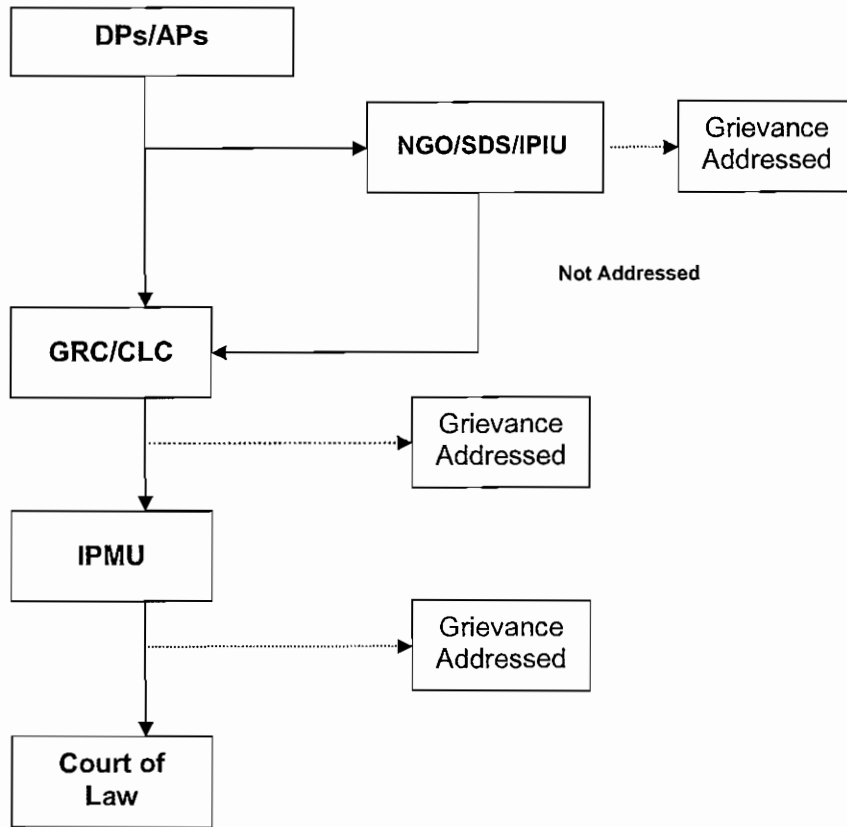 DPs/APs
NGO/SDS/IPIU
Grievance
Addressed
Not Addressed
GRC/CLC
Grievance
Addressed
IPMU
Grievance
Addressed
Court of
Law